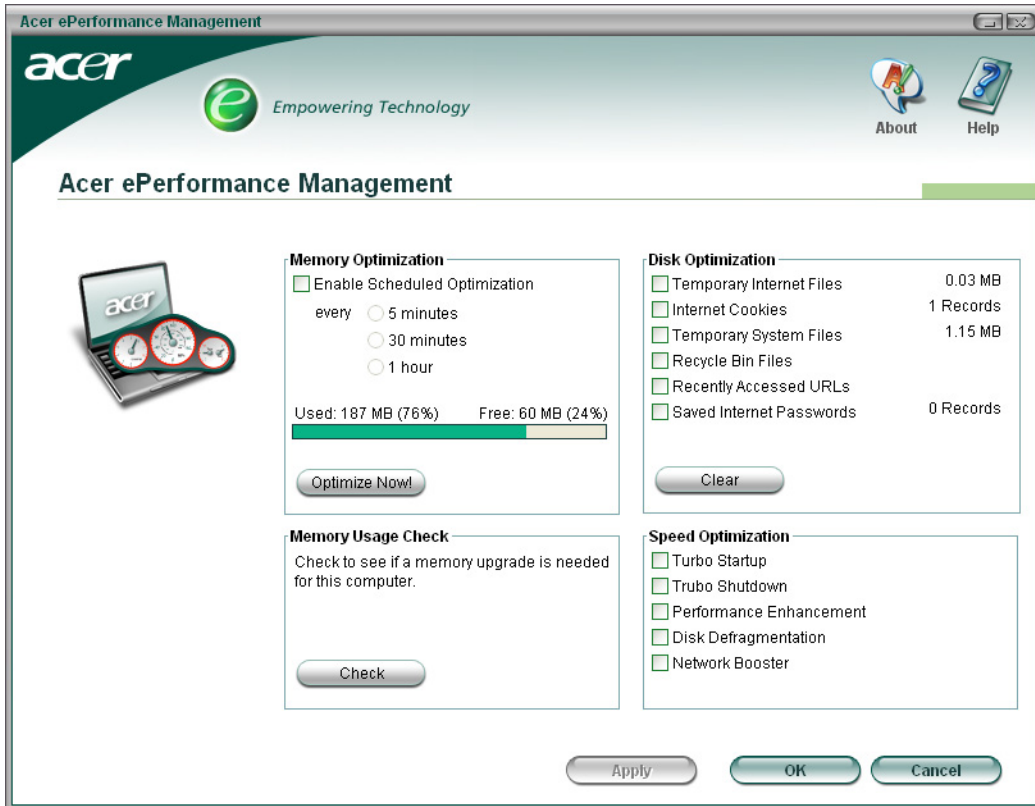 Acer ePerformance Management
acer
e Empowering Technology
About
Help
Acer ePerformance Management
acer
Memory Optimization
Enable Scheduled Optimization
every 5 minutes
30 minutes
1 hour
Used: 187 MB (76%) Free: 60 MB (24%)
Optimize Now!
Disk Optimization
Temporary Internet Files 0.03 MB
Internet Cookies 1 Records
Temporary System Files 1.15 MB
Recycle Bin Files
Recently Accessed URLs
Saved Internet Passwords 0 Records
Clear
Memory Usage Check
Check to see if a memory upgrade is needed
for this computer.
Check
Speed Optimization
Turbo Startup
Trubo Shutdown
Performance Enhancement
Disk Defragmentation
Network Booster
Apply
OK
Cancel